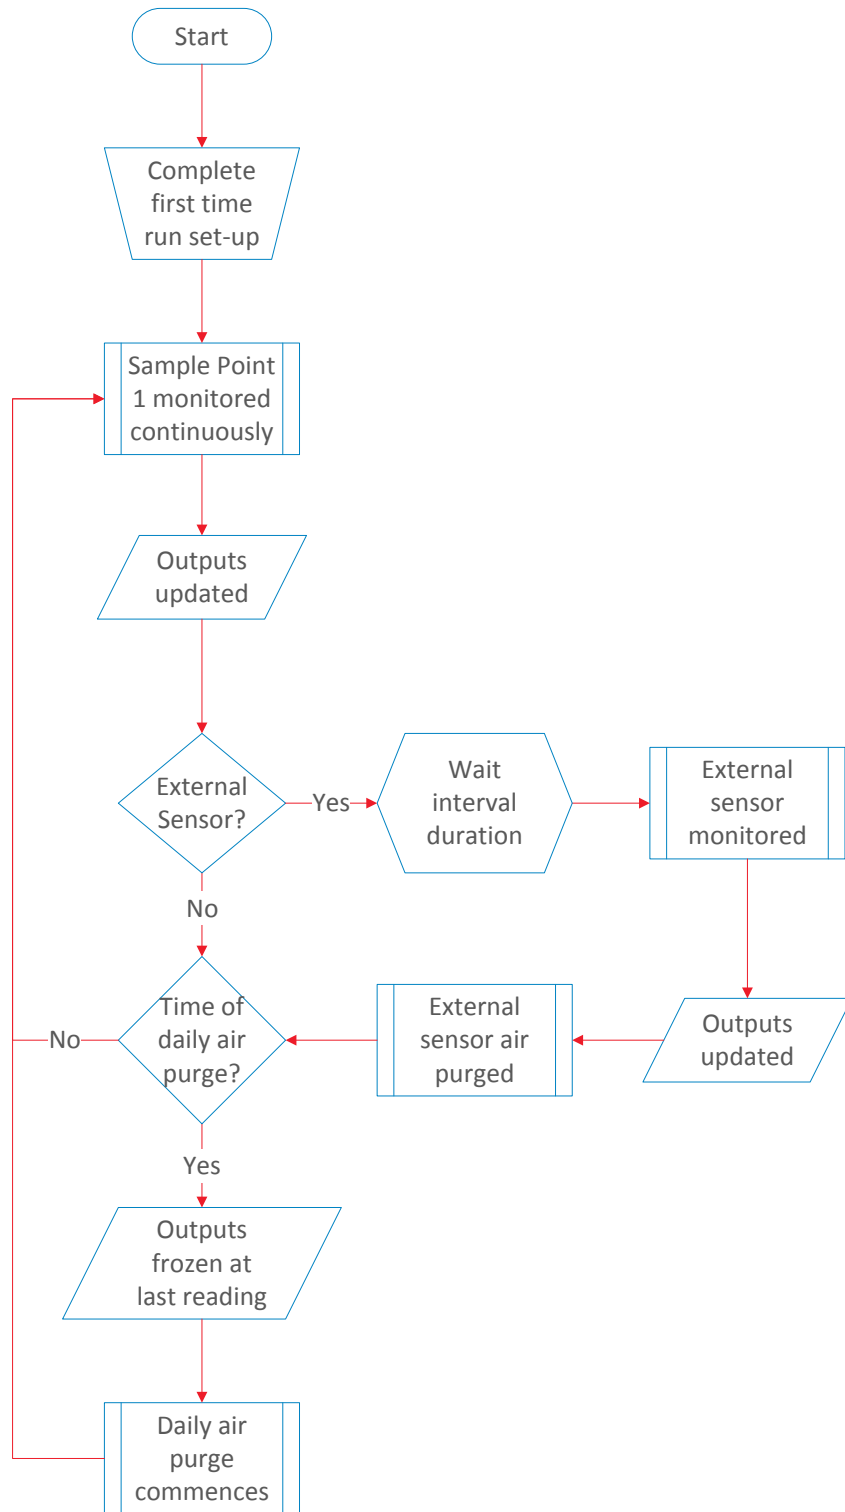 Start
Complete
first time
run set-up
Sample Point
1 monitored
continuously
Outputs
updated
External
Sensor?
Yes
Wait
interval
duration
External
sensor
monitored
No
Outputs
updated
External
sensor air
purged
Time of
daily air
purge?
No
Yes
Outputs
frozen at
last reading
Daily air
purge
commences